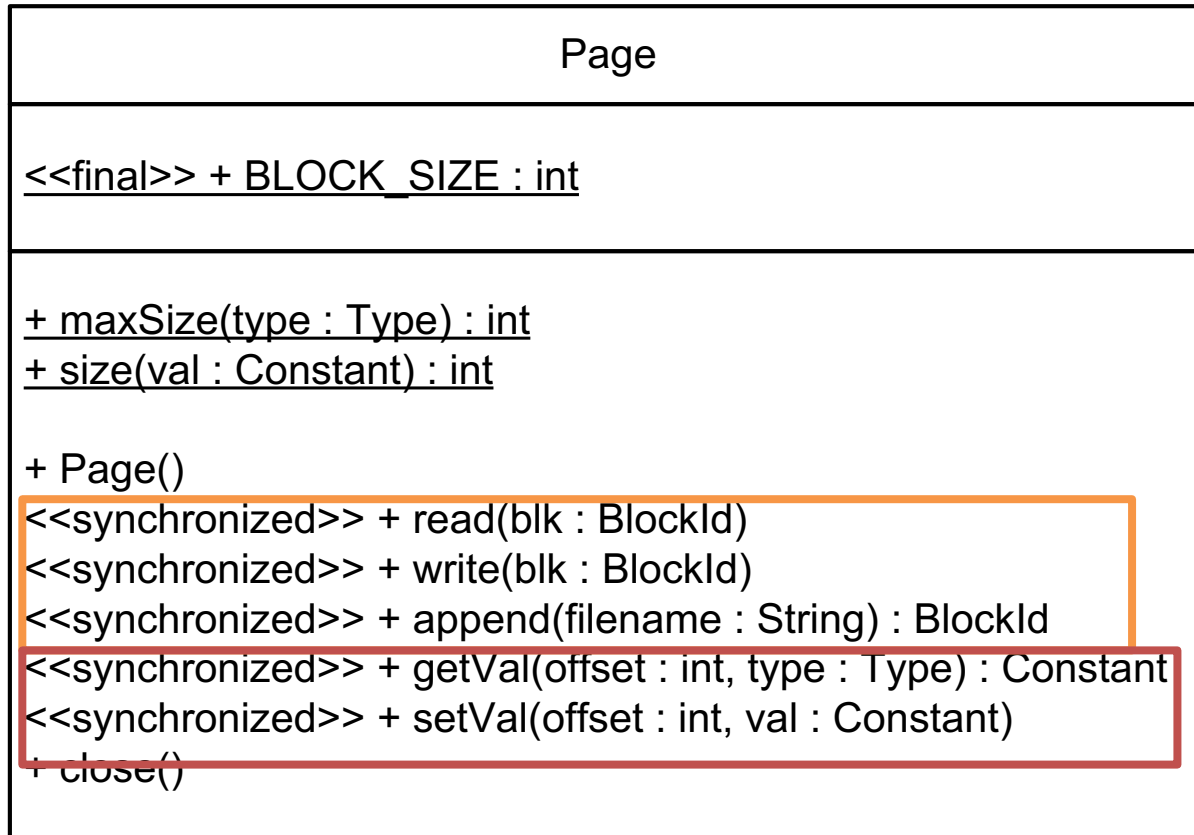 Page
<<final>> + BLOCK_SIZE : int
+ maxSize(type : Type) : int
+ size(val : Constant) : int
+ Page()
<<synchronized>> + read(blk : BlockId)
<<synchronized>> + write(blk : BlockId)
<<synchronized>> + append(filename : String) : BlockId
<<synchronized>> + getVal(offset : int, type : Type) : Constant
<<synchronized>> + setVal(offset : int, val : Constant)
+ close()